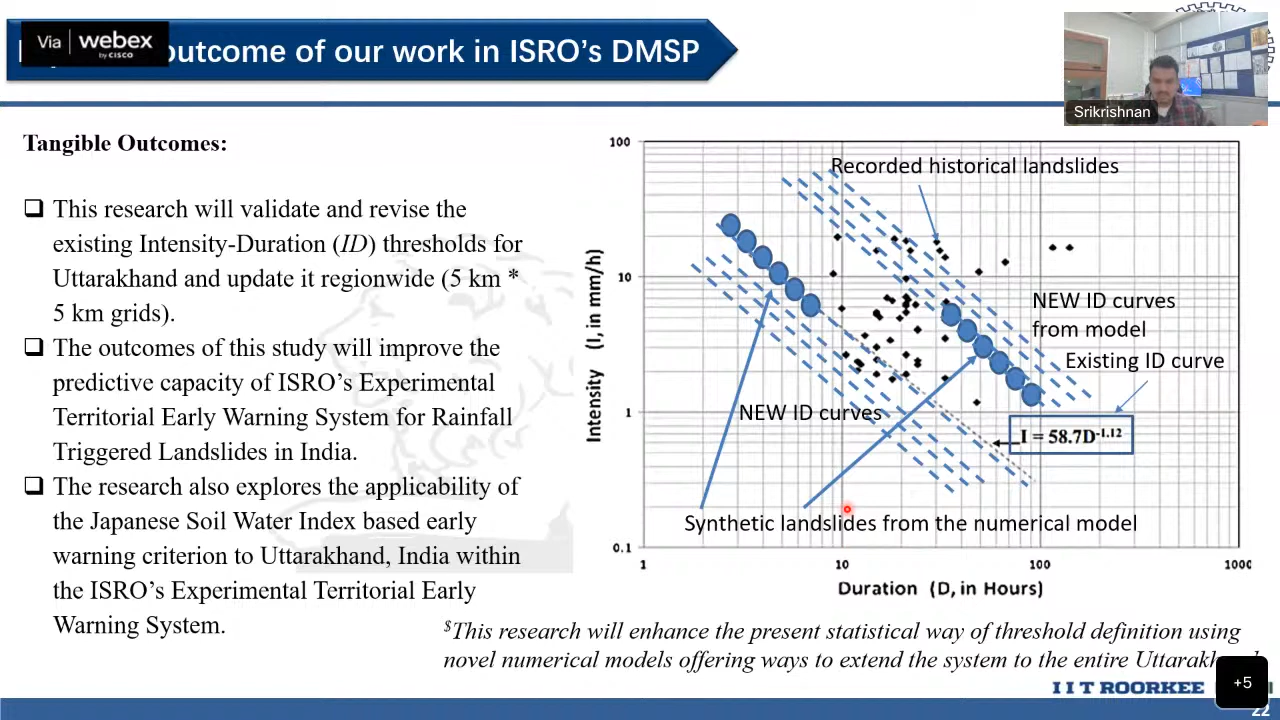 Via webex
by CISCO
outcome of our work in ISRO's DMSP
Srikrishnan
Tangible Outcomes:
❑ This research will validate and revise the
existing Intensity-Duration (ID) thresholds for
Uttarakhand and update it regionwide (5 km *
5 km grids).
❑ The outcomes of this study will improve the
predictive capacity of ISRO's Experimental
Territorial Early Warning System for Rainfall
Triggered Landslides in India.
❑ The research also explores the applicability of
the Japanese Soil Water Index based early
warning criterion to Uttarakhand, India within
the ISRO's Experimental Territorial Early
Warning System.
100
10
1
0.1
Intensity (I, in mm/h)
Recorded historical landslides
NEW ID curves
from model
Existing ID curve
NEW ID curves
I = 58.7D-1.12
Synthetic landslides from the numerical model
1 10 100 1000
Duration (D, in Hours)
$This research will enhance the present statistical way of threshold definition using
novel numerical models offering ways to extend the system to the entire
IIT ROORKEE
+5
22